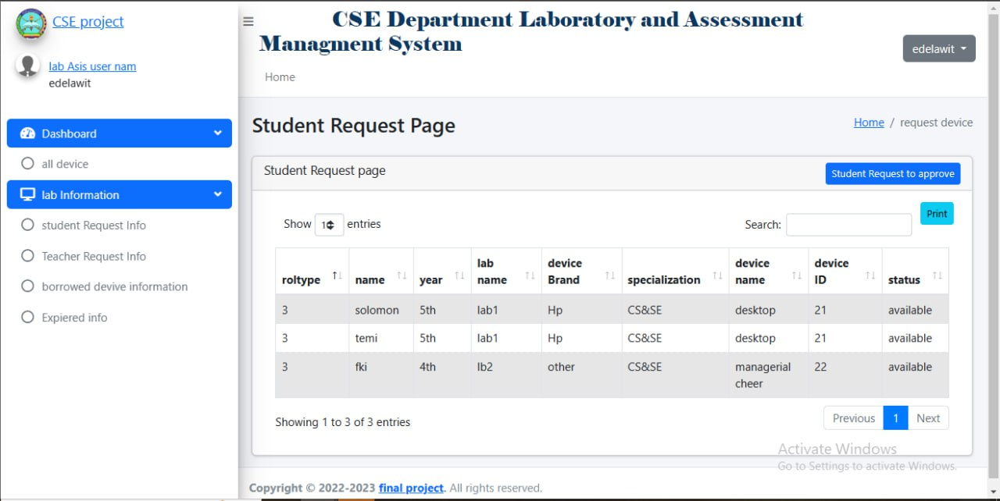 CSE project
lab Asis user nam
edelawit
Dashboard
all device
lab Information
student Request Info
Teacher Request Info
borrowed devive information
Expiered info
CSE Department Laboratory and Assessment
Managment System
edelawit
Home
Student Request Page
Home / request device
Student Request page
Student Request to approve
Show 10 entries
Search:
Print
roltype name year lab name device Brand specialization device name device ID status
3 solomon 5th lab1 Hp CS&SE desktop 21 available
3 temi 5th lab1 Hp CS&SE desktop 21 available
3 fki 4th lb2 other CS&SE managerial cheer 22 available
Showing 1 to 3 of 3 entries
Previous 1 Next
Activate Windows
Go to Settings to activate Windows.
Copyright © 2022-2023 final project. All rights reserved.